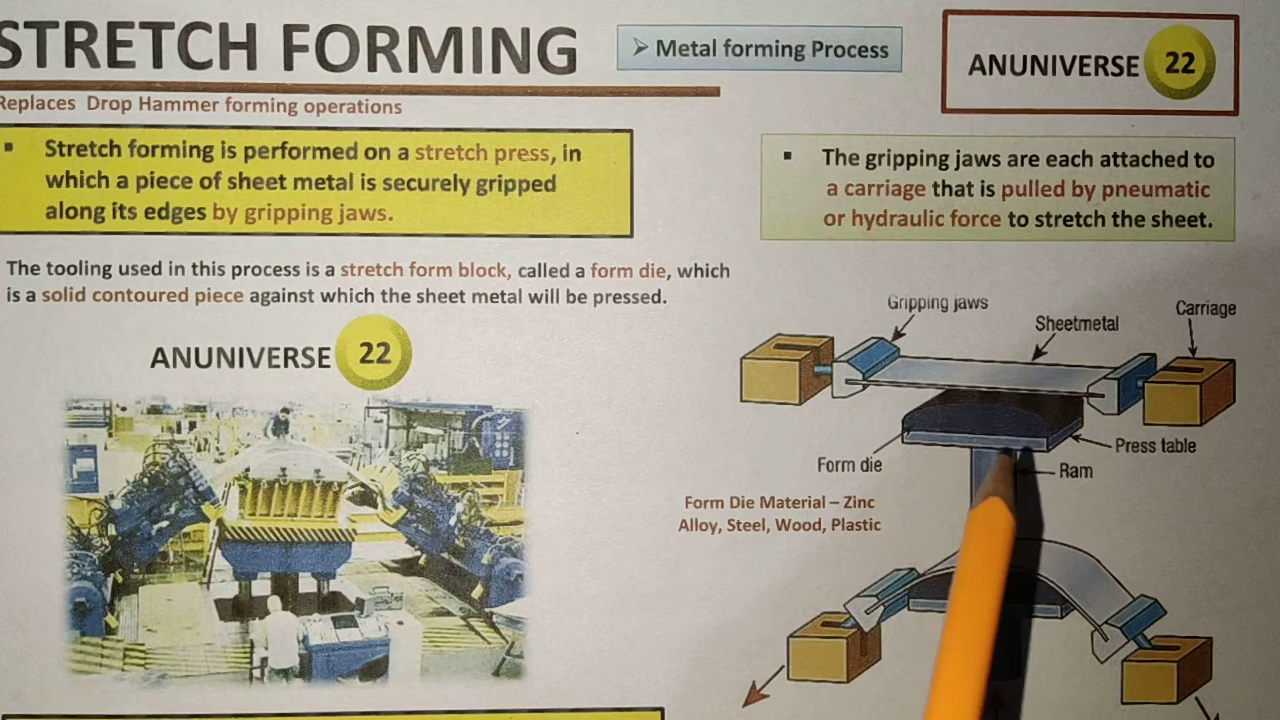 STRETCH FORMING
➤ Metal forming Process
ANUNIVERSE 22
Replaces Drop Hammer forming operations
▪ Stretch forming is performed on a stretch press, in
which a piece of sheet metal is securely gripped
along its edges by gripping jaws.
▪ The gripping jaws are each attached to
a carriage that is pulled by pneumatic
or hydraulic force to stretch the sheet.
The tooling used in this process is a stretch form block, called a form die, which
is a solid contoured piece against which the sheet metal will be pressed.
ANUNIVERSE 22
Gripping jaws
Sheetmetal
Carriage
Form die
Press table
Ram
Form Die Material – Zinc
Alloy, Steel, Wood, Plastic